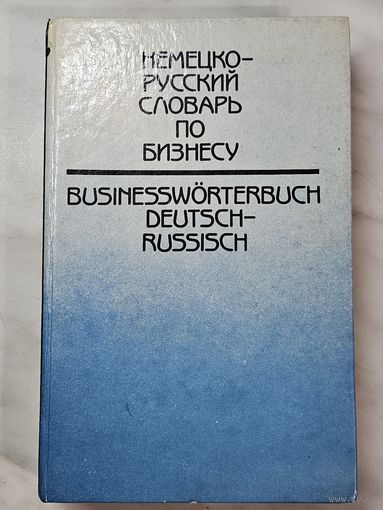 НЕМЕЦКО-
РУССКИЙ
СЛОВАРЬ
ПО
БИЗНЕСУ
BUSINESSWÖRTERBUCH
DEUTSCH-
RUSSISCH